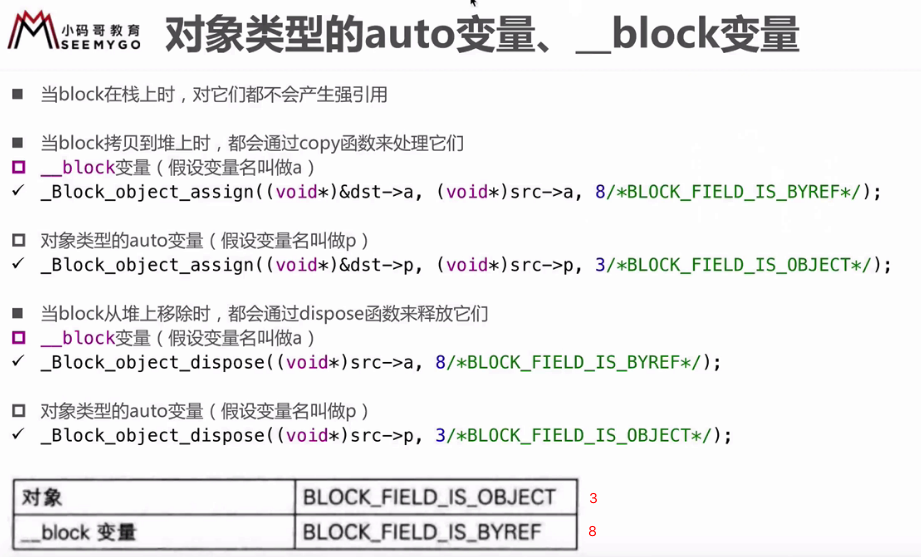 小码哥教育
SEEMYGO
对象类型的auto变量、__block变量
当block在栈上时，对它们都不会产生强引用
当block拷贝到堆上时，都会通过copy函数来处理它们
__block变量（假设变量名叫做a）
_Block_object_assign((void*)&dst->a, (void*)src->a, 8/*BLOCK_FIELD_IS_BYREF*/);
对象类型的auto变量（假设变量名叫做p）
_Block_object_assign((void*)&dst->p, (void*)src->p, 3/*BLOCK_FIELD_IS_OBJECT*/);
当block从堆上移除时，都会通过dispose函数来释放它们
__block变量（假设变量名叫做a）
_Block_object_dispose((void*)src->a, 8/*BLOCK_FIELD_IS_BYREF*/);
对象类型的auto变量（假设变量名叫做p）
_Block_object_dispose((void*)src->p, 3/*BLOCK_FIELD_IS_OBJECT*/);
对象 BLOCK_FIELD_IS_OBJECT 3
__block 变量 BLOCK_FIELD_IS_BYREF 8